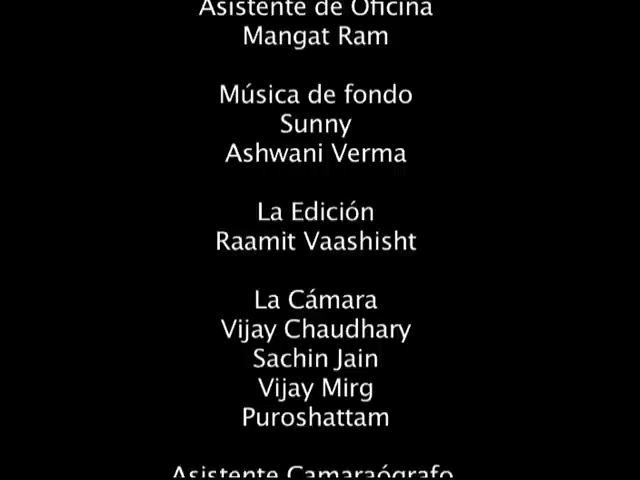 Asistente de Oficina
Mangat Ram
Música de fondo
Sunny
Ashwani Verma
La Edición
Raamit Vaashisht
La Cámara
Vijay Chaudhary
Sachin Jain
Vijay Mirg
Puroshattam
Asistente Camaraógrafo